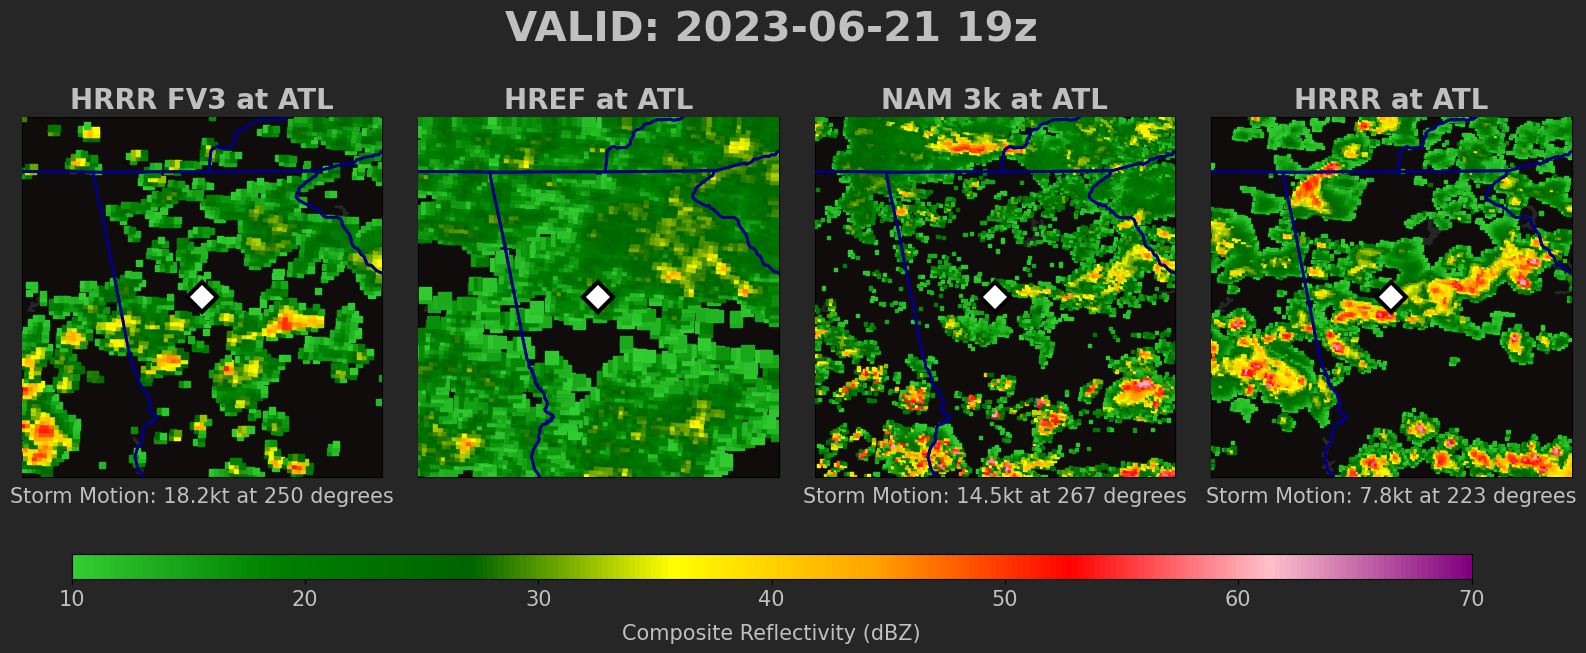 VALID: 2023-06-21 19z
HRRR FV3 at ATL
HREF at ATL
NAM 3k at ATL
HRRR at ATL
Storm Motion: 18.2kt at 250 degrees
Storm Motion: 14.5kt at 267 degrees
Storm Motion: 7.8kt at 223 degrees
10 20 30 40 50 60 70
Composite Reflectivity (dBZ)